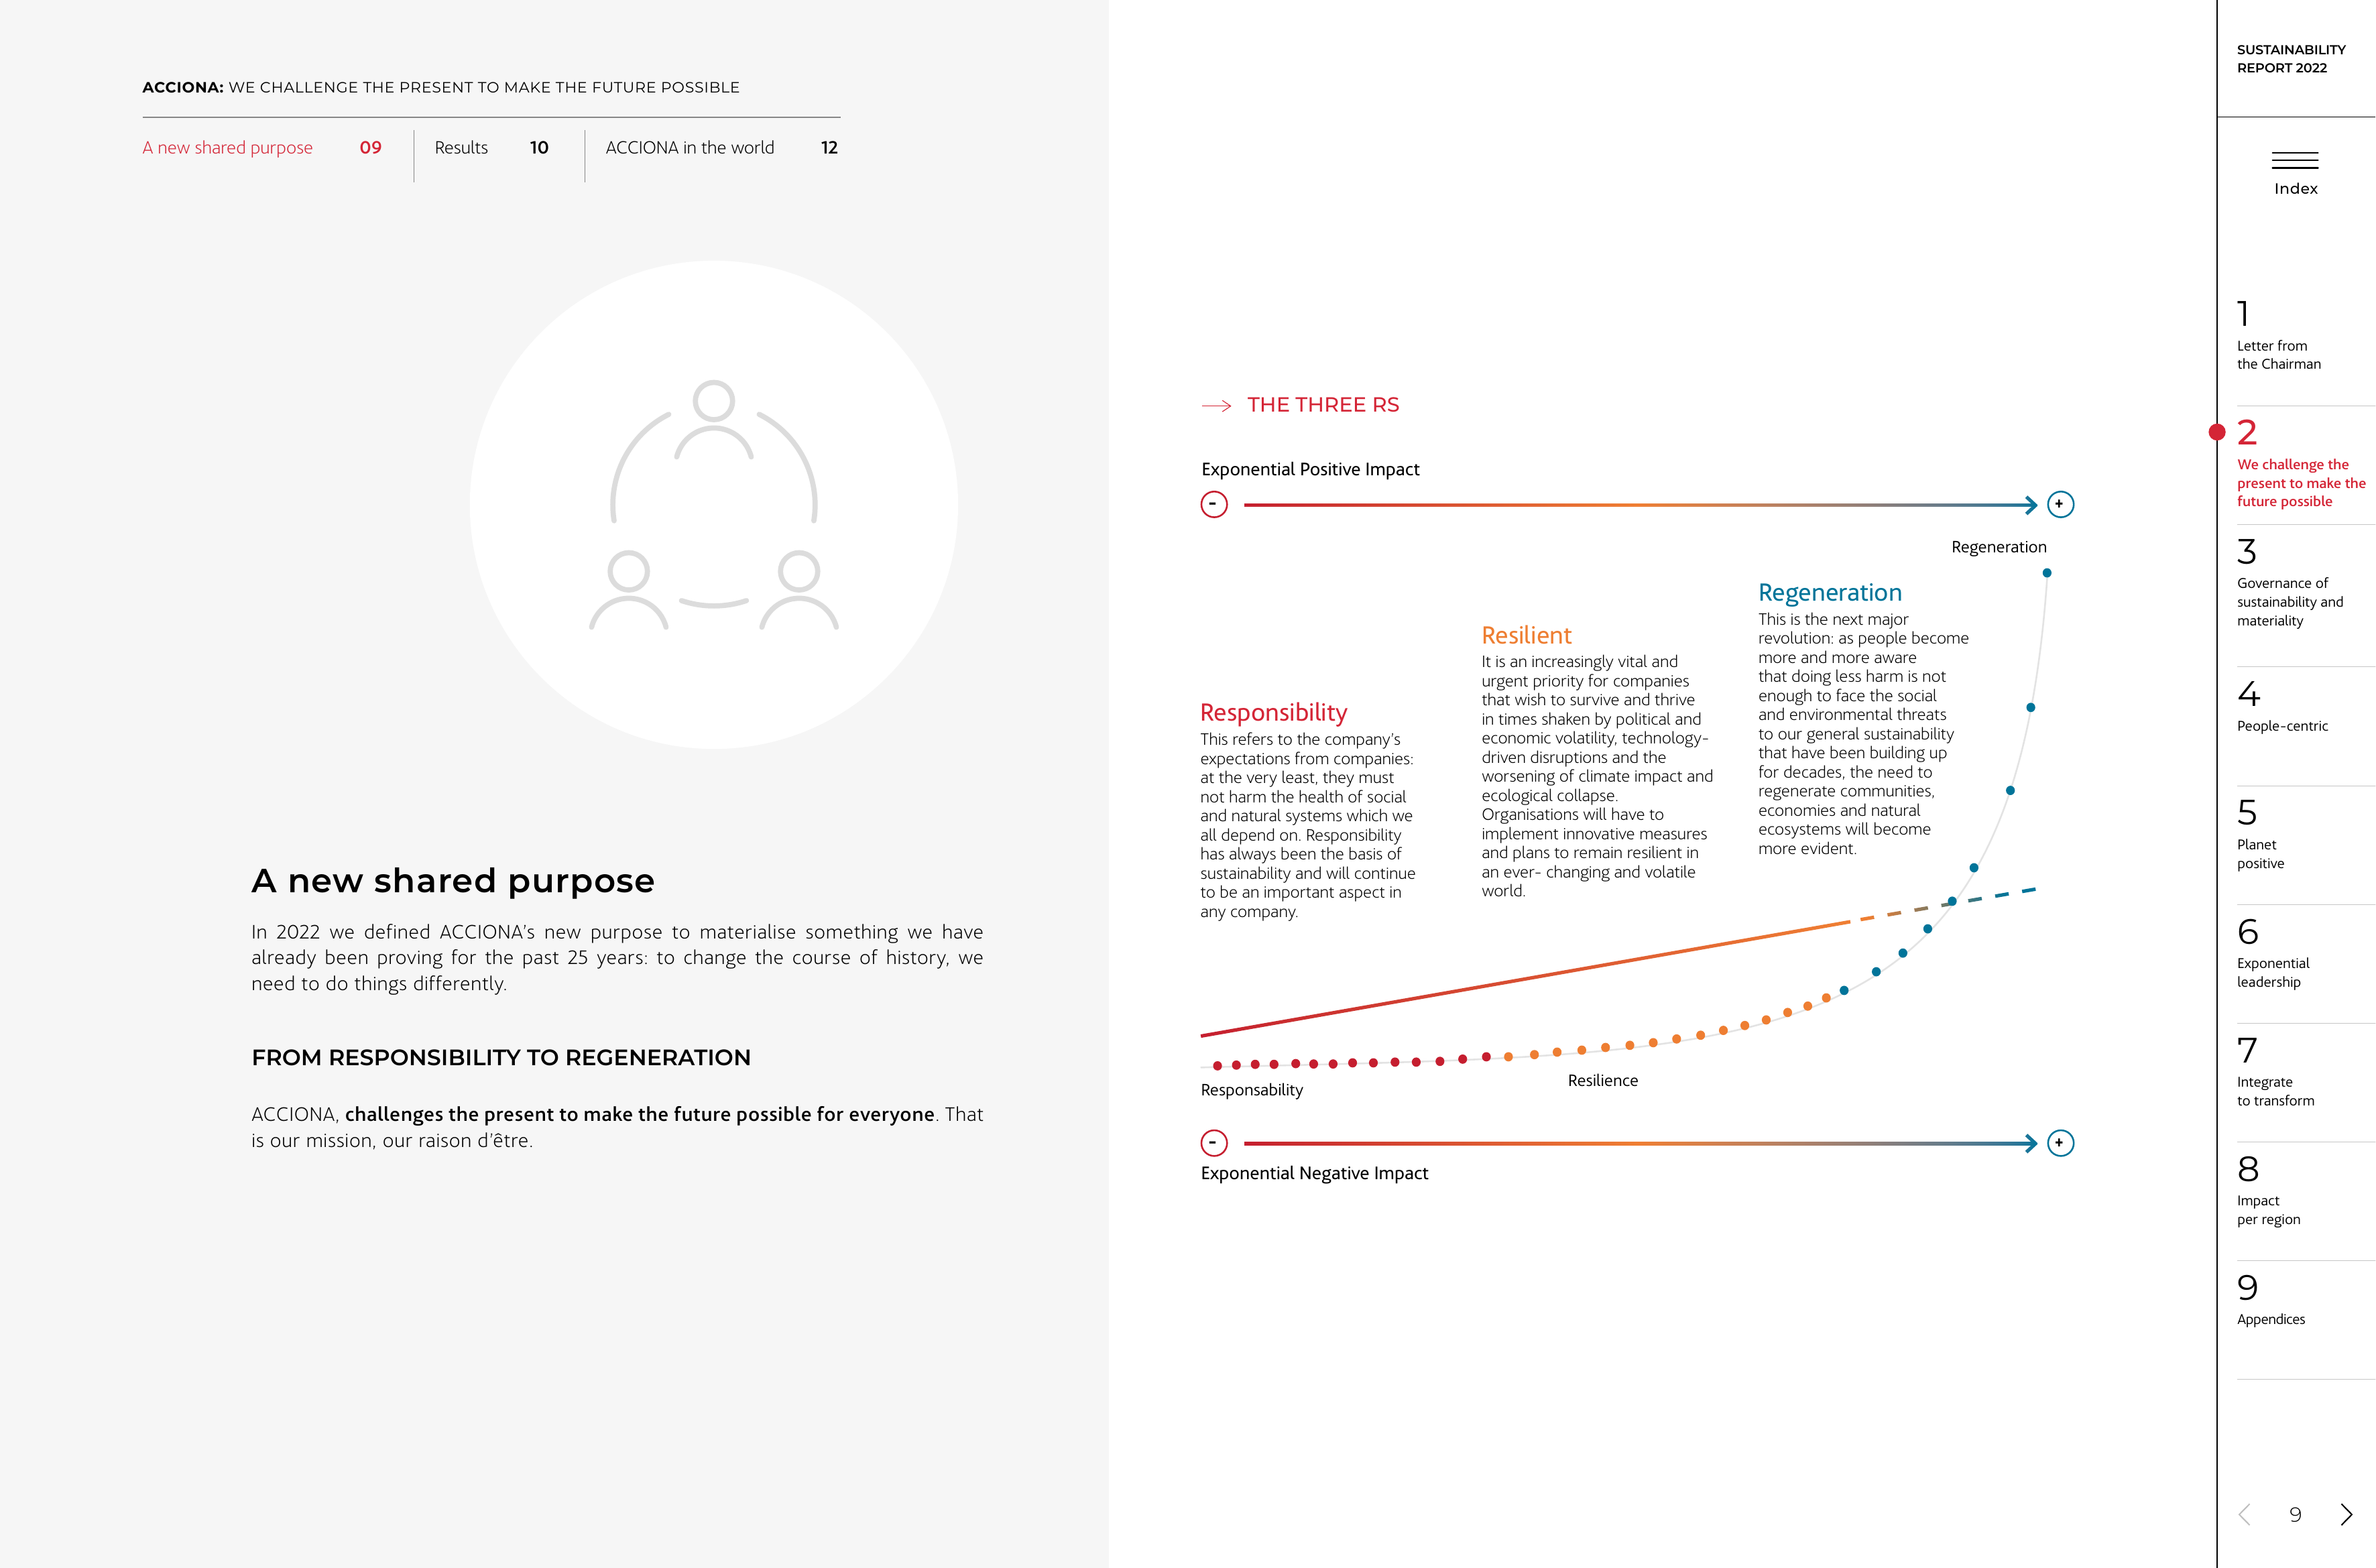 ACCIONA: WE CHALLENGE THE PRESENT TO MAKE THE FUTURE POSSIBLE
A new shared purpose 09
Results 10
ACCIONA in the world 12
A new shared purpose
In 2022 we defined ACCIONA's new purpose to materialise something we have
already been proving for the past 25 years: to change the course of history, we
need to do things differently.
FROM RESPONSIBILITY TO REGENERATION
ACCIONA, challenges the present to make the future possible for everyone. That
is our mission, our raison d'être.
THE THREE RS
Exponential Positive Impact
-
+
Regeneration
Responsibility
This refers to the company's
expectations from companies:
at the very least, they must
not harm the health of social
and natural systems which we
all depend on. Responsibility
has always been the basis of
sustainability and will continue
to be an important aspect in
any company.
Resilient
It is an increasingly vital and
urgent priority for companies
that wish to survive and thrive
in times shaken by political and
economic volatility, technology-
driven disruptions and the
worsening of climate impact and
ecological collapse.
Organisations will have to
implement innovative measures
and plans to remain resilient in
an ever- changing and volatile
world.
Regeneration
This is the next major
revolution: as people become
more and more aware
that doing less harm is not
enough to face the social
and environmental threats
to our general sustainability
that have been building up
for decades, the need to
regenerate communities,
economies and natural
ecosystems will become
more evident.
Responsability
Resilience
-
+
Exponential Negative Impact
SUSTAINABILITY
REPORT 2022
Index
1
Letter from
the Chairman
2
We challenge the
present to make the
future possible
3
Governance of
sustainability and
materiality
4
People-centric
5
Planet
positive
6
Exponential
leadership
7
Integrate
to transform
8
Impact
per region
9
Appendices
9